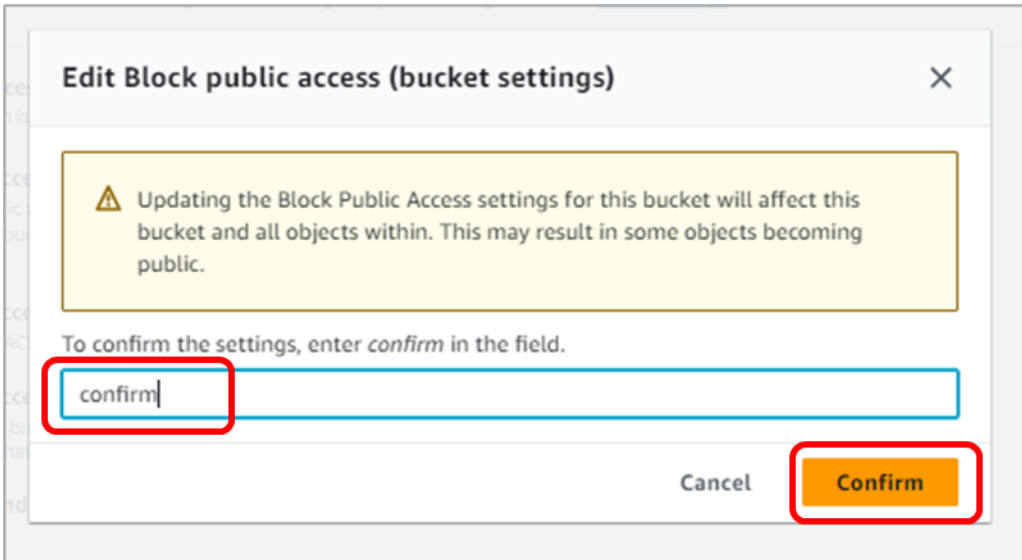 Edit Block public access (bucket settings)
Updating the Block Public Access settings for this bucket will affect this
bucket and all objects within. This may result in some objects becoming
public.
To confirm the settings, enter confirm in the field.
confirm
Cancel
Confirm